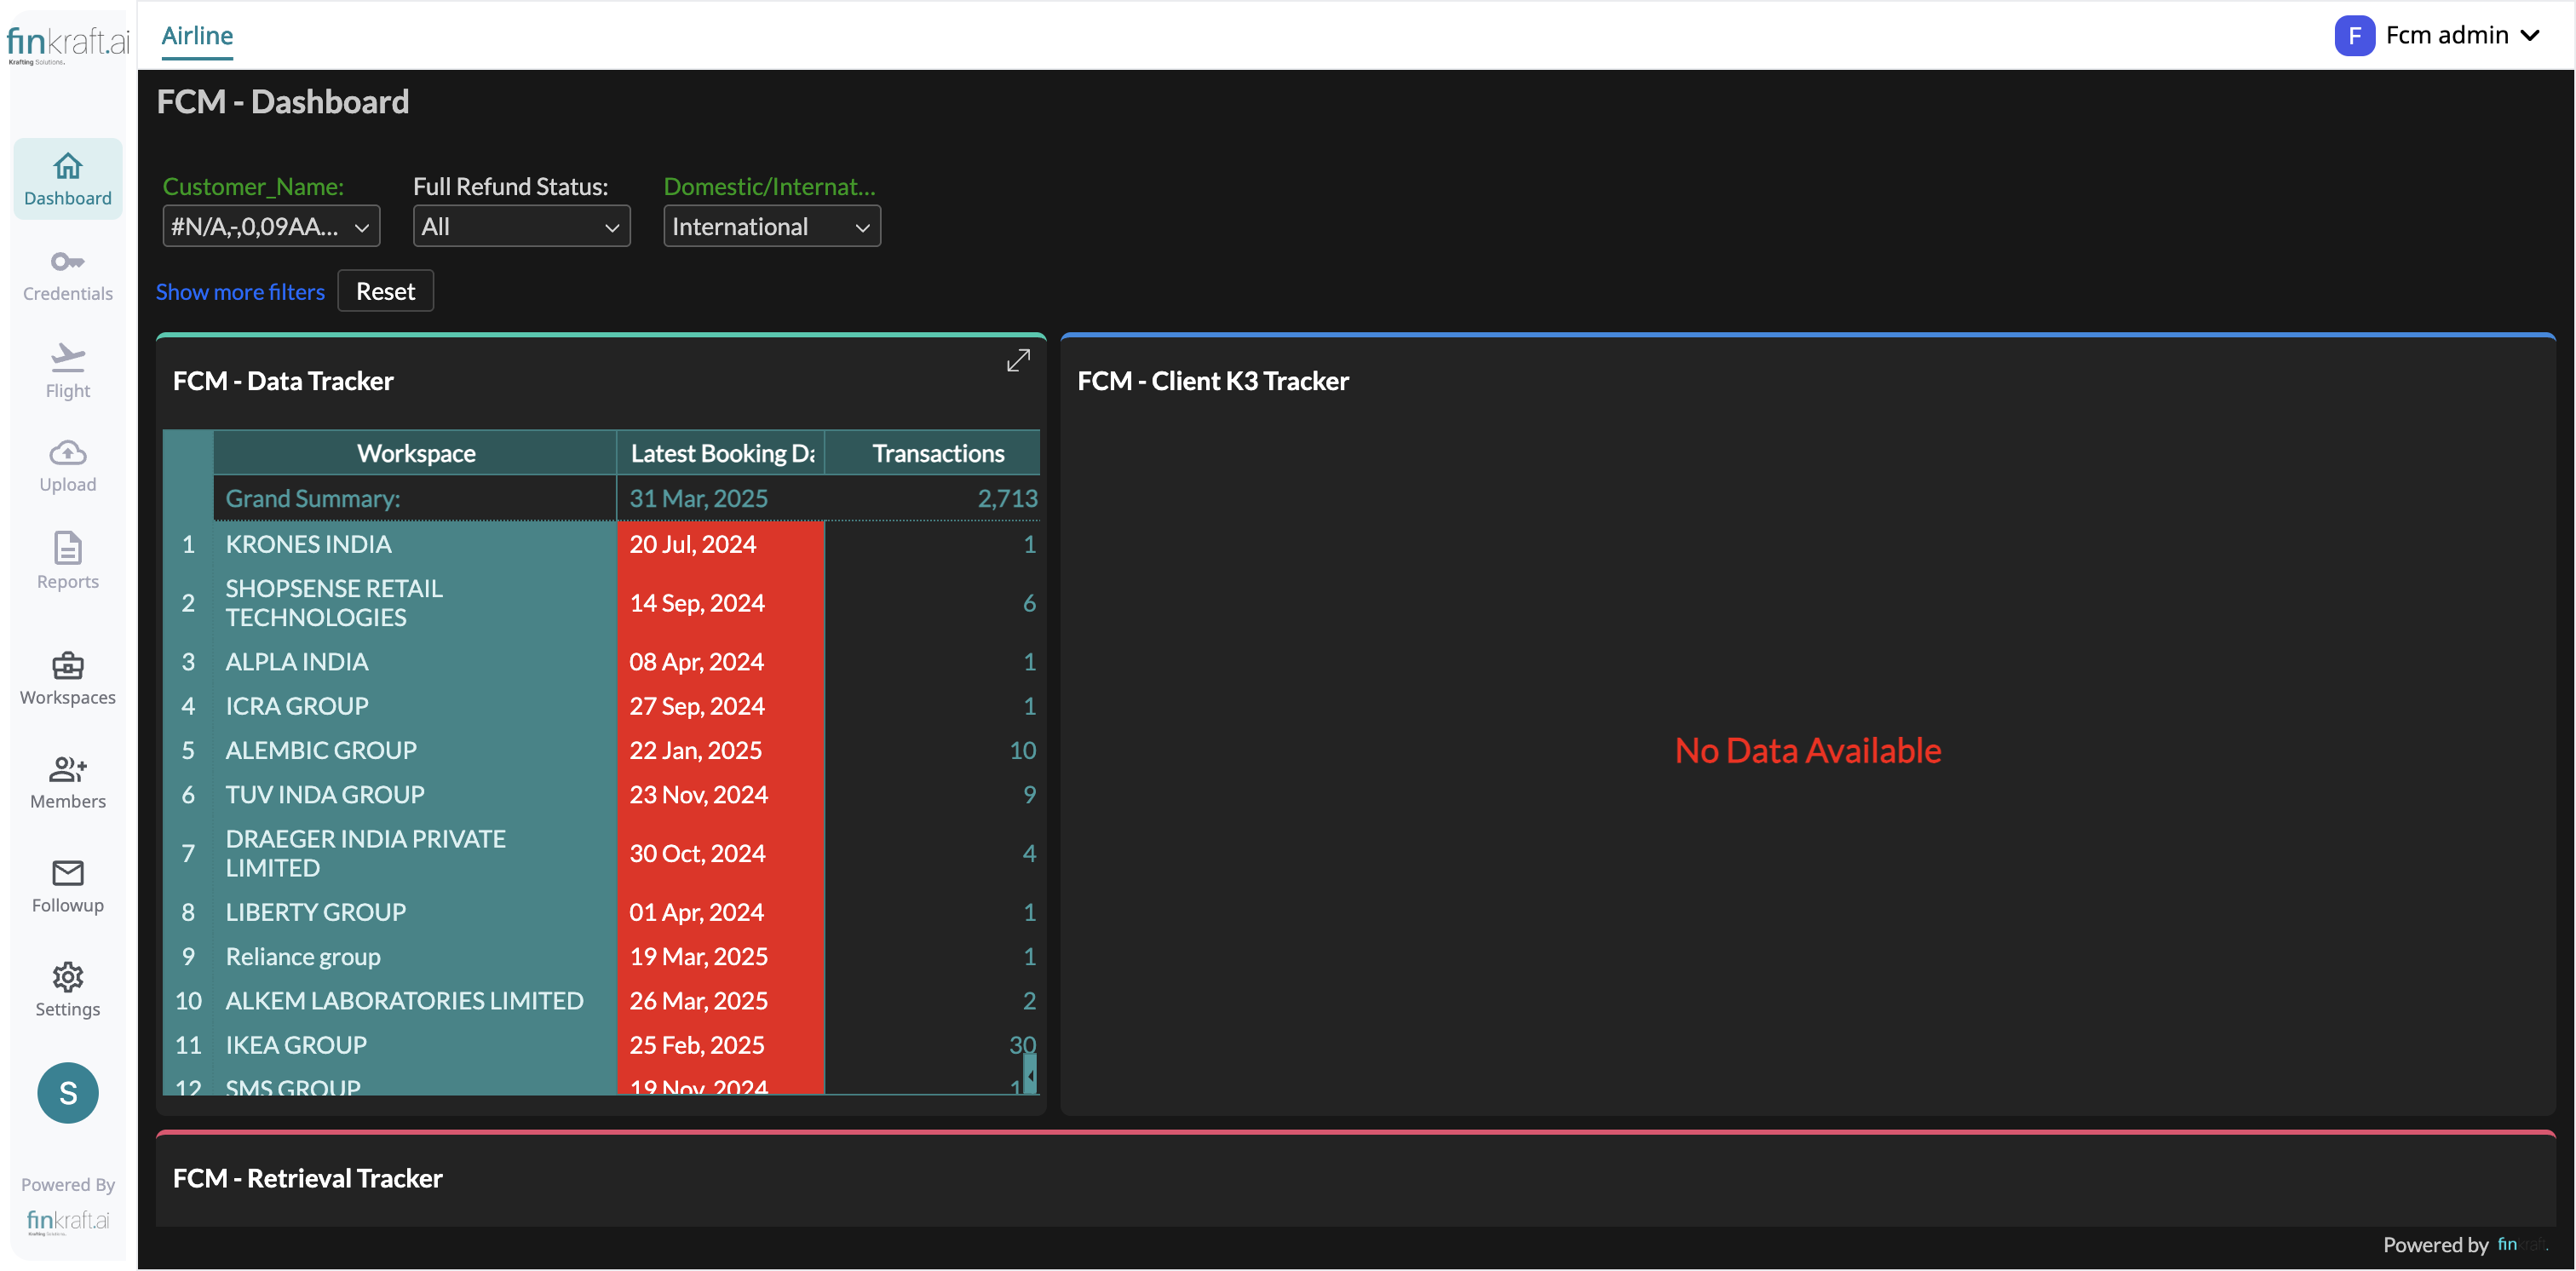 finkraft.ai
Krafting Solutions.
Airline
F
Fcm admin
FCM - Dashboard
Dashboard
Credentials
Flight
Upload
Reports
Workspaces
Members
Followup
Settings
S
Powered By
finkraft.ai
Krafting Solutions.
Customer_Name:
Full Refund Status:
Domestic/Internat...
#N/A,-,0,09AA...
All
International
Show more filters
Reset
FCM - Data Tracker
Workspace Latest Booking Da Transactions
Grand Summary: 31 Mar, 2025 2,713
1 KRONES INDIA 20 Jul, 2024 1
2 SHOPSENSE RETAIL TECHNOLOGIES 14 Sep, 2024 6
3 ALPLA INDIA 08 Apr, 2024 1
4 ICRA GROUP 27 Sep, 2024 1
5 ALEMBIC GROUP 22 Jan, 2025 10
6 TUV INDA GROUP 23 Nov, 2024 9
7 DRAEGER INDIA PRIVATE LIMITED 30 Oct, 2024 4
8 LIBERTY GROUP 01 Apr, 2024 1
9 Reliance group 19 Mar, 2025 1
10 ALKEM LABORATORIES LIMITED 26 Mar, 2025 2
11 IKEA GROUP 25 Feb, 2025 30
12 SMS GROUP 19 Nov, 2024
FCM - Client K3 Tracker
No Data Available
FCM - Retrieval Tracker
Powered by finkraft.